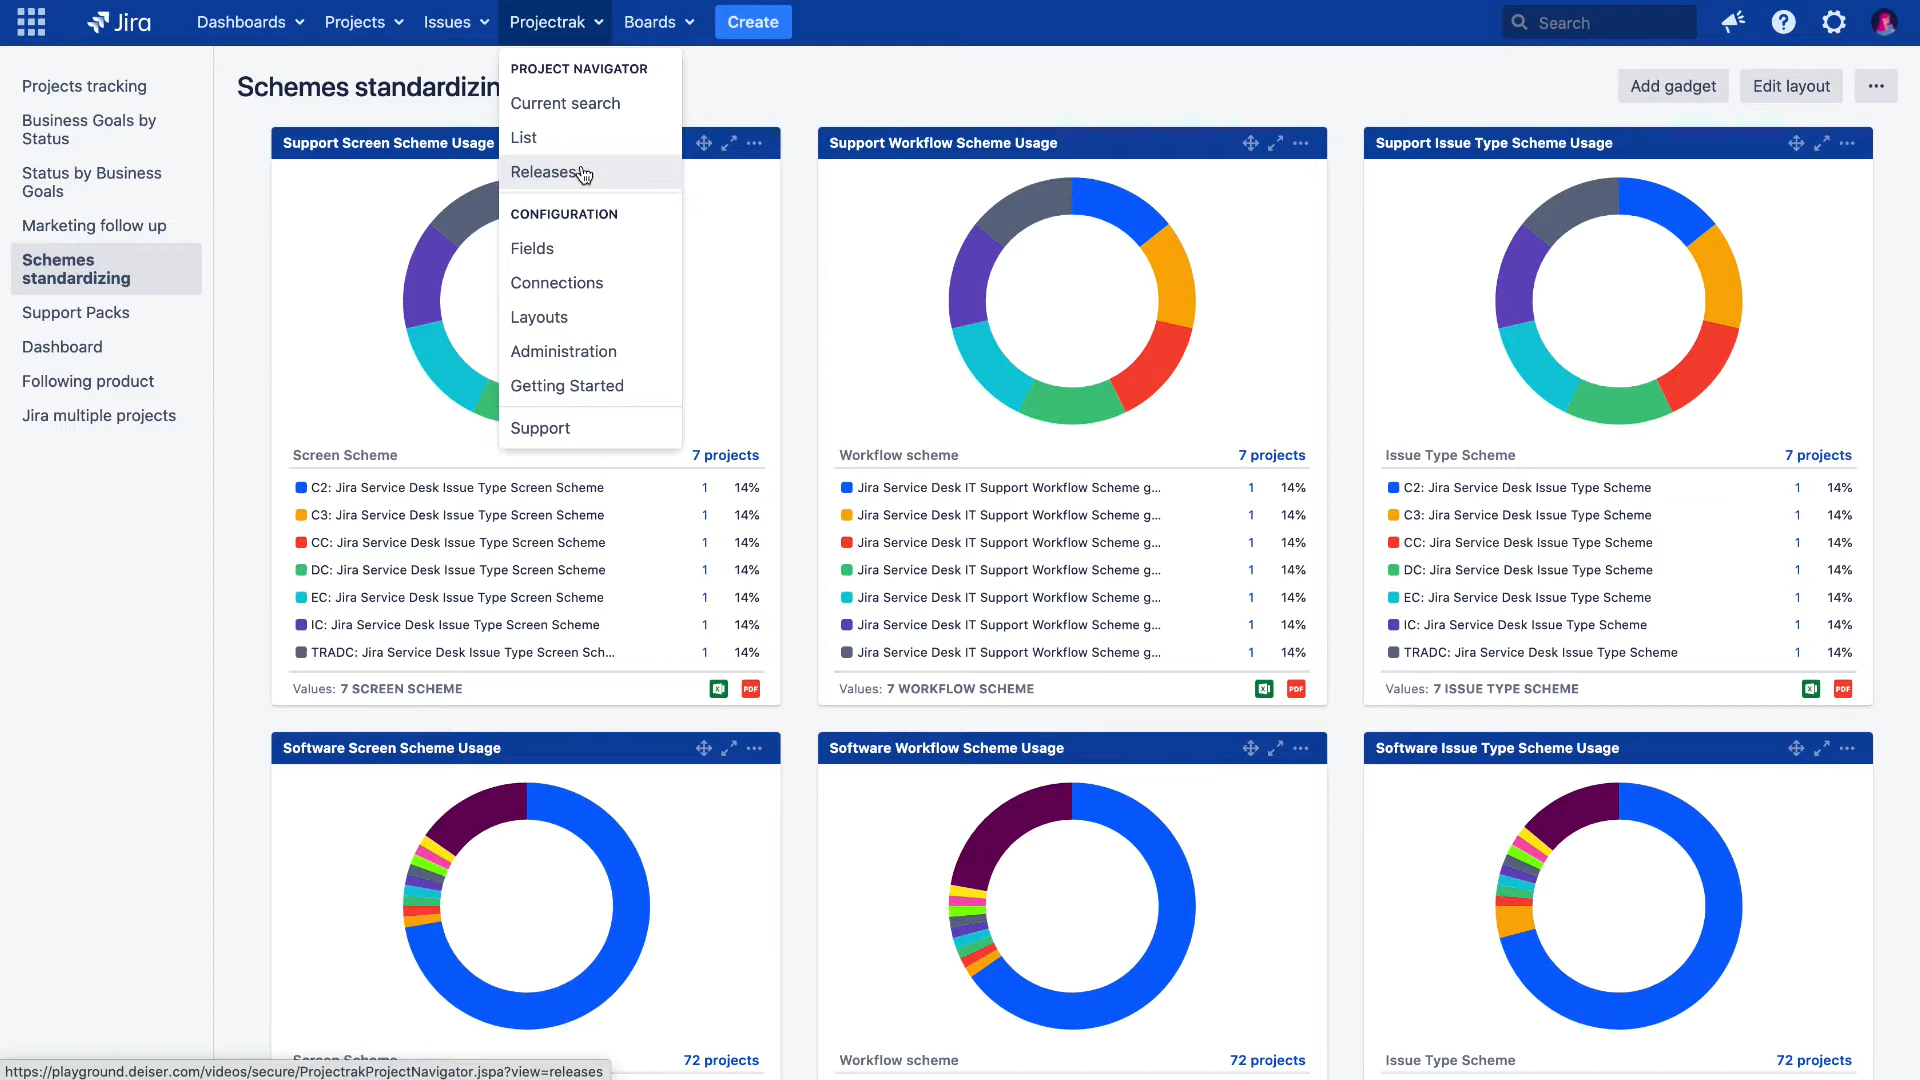 Jira
Dashboards
Projects
Issues
Projectrak
Boards
Create
Search
Projects tracking
Business Goals by
Status
Status by Business
Goals
Marketing follow up
Schemes
standardizing
Support Packs
Dashboard
Following product
Jira multiple projects
Schemes standardizin
Add gadget
Edit layout
PROJECT NAVIGATOR
Current search
List
Releases
CONFIGURATION
Fields
Connections
Layouts
Administration
Getting Started
Support
Support Screen Scheme Usage
Screen Scheme 7 projects
C2: Jira Service Desk Issue Type Screen Scheme 1 14%
C3: Jira Service Desk Issue Type Screen Scheme 1 14%
CC: Jira Service Desk Issue Type Screen Scheme 1 14%
DC: Jira Service Desk Issue Type Screen Scheme 1 14%
EC: Jira Service Desk Issue Type Screen Scheme 1 14%
IC: Jira Service Desk Issue Type Screen Scheme 1 14%
TRADC: Jira Service Desk Issue Type Screen Sch... 1 14%
Values: 7 SCREEN SCHEME
PDF
Support Workflow Scheme Usage
Workflow scheme 7 projects
Jira Service Desk IT Support Workflow Scheme g... 1 14%
Jira Service Desk IT Support Workflow Scheme g... 1 14%
Jira Service Desk IT Support Workflow Scheme g... 1 14%
Jira Service Desk IT Support Workflow Scheme g... 1 14%
Jira Service Desk IT Support Workflow Scheme g... 1 14%
Jira Service Desk IT Support Workflow Scheme g... 1 14%
Jira Service Desk IT Support Workflow Scheme g... 1 14%
Values: 7 WORKFLOW SCHEME
PDF
Support Issue Type Scheme Usage
Issue Type Scheme 7 projects
C2: Jira Service Desk Issue Type Scheme 1 14%
C3: Jira Service Desk Issue Type Scheme 1 14%
CC: Jira Service Desk Issue Type Scheme 1 14%
DC: Jira Service Desk Issue Type Scheme 1 14%
EC: Jira Service Desk Issue Type Scheme 1 14%
IC: Jira Service Desk Issue Type Scheme 1 14%
TRADC: Jira Service Desk Issue Type Scheme 1 14%
Values: 7 ISSUE TYPE SCHEME
PDF
Software Screen Scheme Usage
Screen Scheme 72 projects
Software Workflow Scheme Usage
Workflow scheme 72 projects
Software Issue Type Scheme Usage
Issue Type Scheme 72 projects
https://playground.deiser.com/videos/secure/ProjectrakProjectNavigator.jspa?view=releases